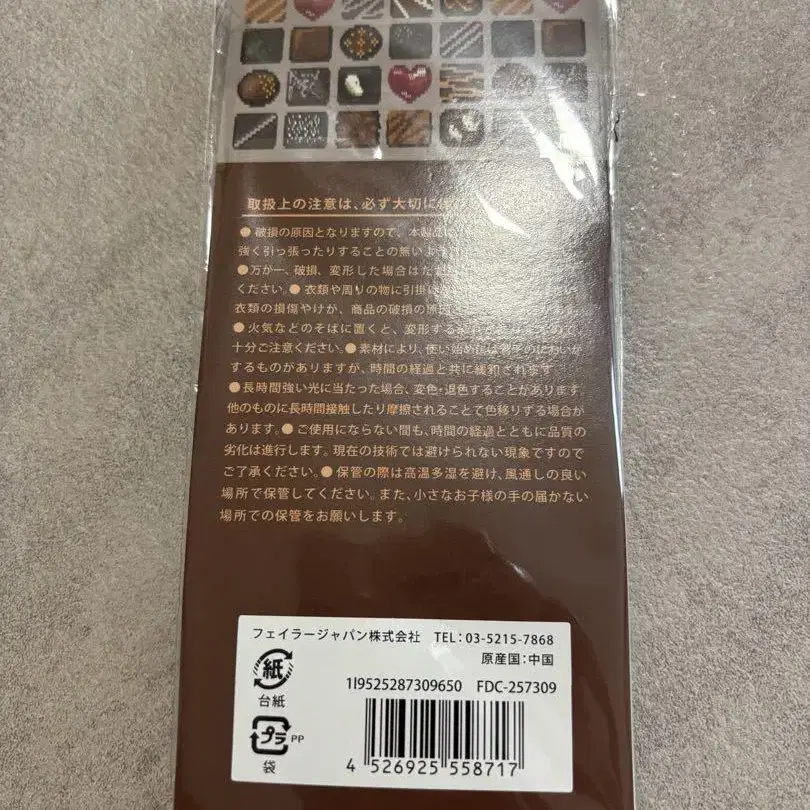 取扱上の注意は、必ず大切に
●破損の原因となりますので、本製品
強く引っ張ったりすることの無いよ
●万が一、破損、変形した場合は
ください。●衣類や周りの物に引掛
衣類の損傷やけが、商品の破損の原因
●火気などのそばに置くと、変形する
十分ご注意ください。●素材により、使い始め
するものがありますが、時間の経過と共に緩和されます
●長時間強い光に当たった場合、変色・退色することがあります。
他のものに長時間接触したり摩擦されることで色移りする場合が
あります。●ご使用にならない間も、時間の経過とともに品質の
劣化は進行します。現在の技術では避けられない現象ですので
ご了承ください。●保管の際は高温多湿を避け、風通しの良い
場所で保管してください。また、小さなお子様の手の届かない
場所での保管をお願いします。
フェイラージャパン株式会社 TEL：03-5215-7868
原産国：中国
紙
台紙
1l9525287309650 FDC-257309
プラ PP
袋
4 526925 558717